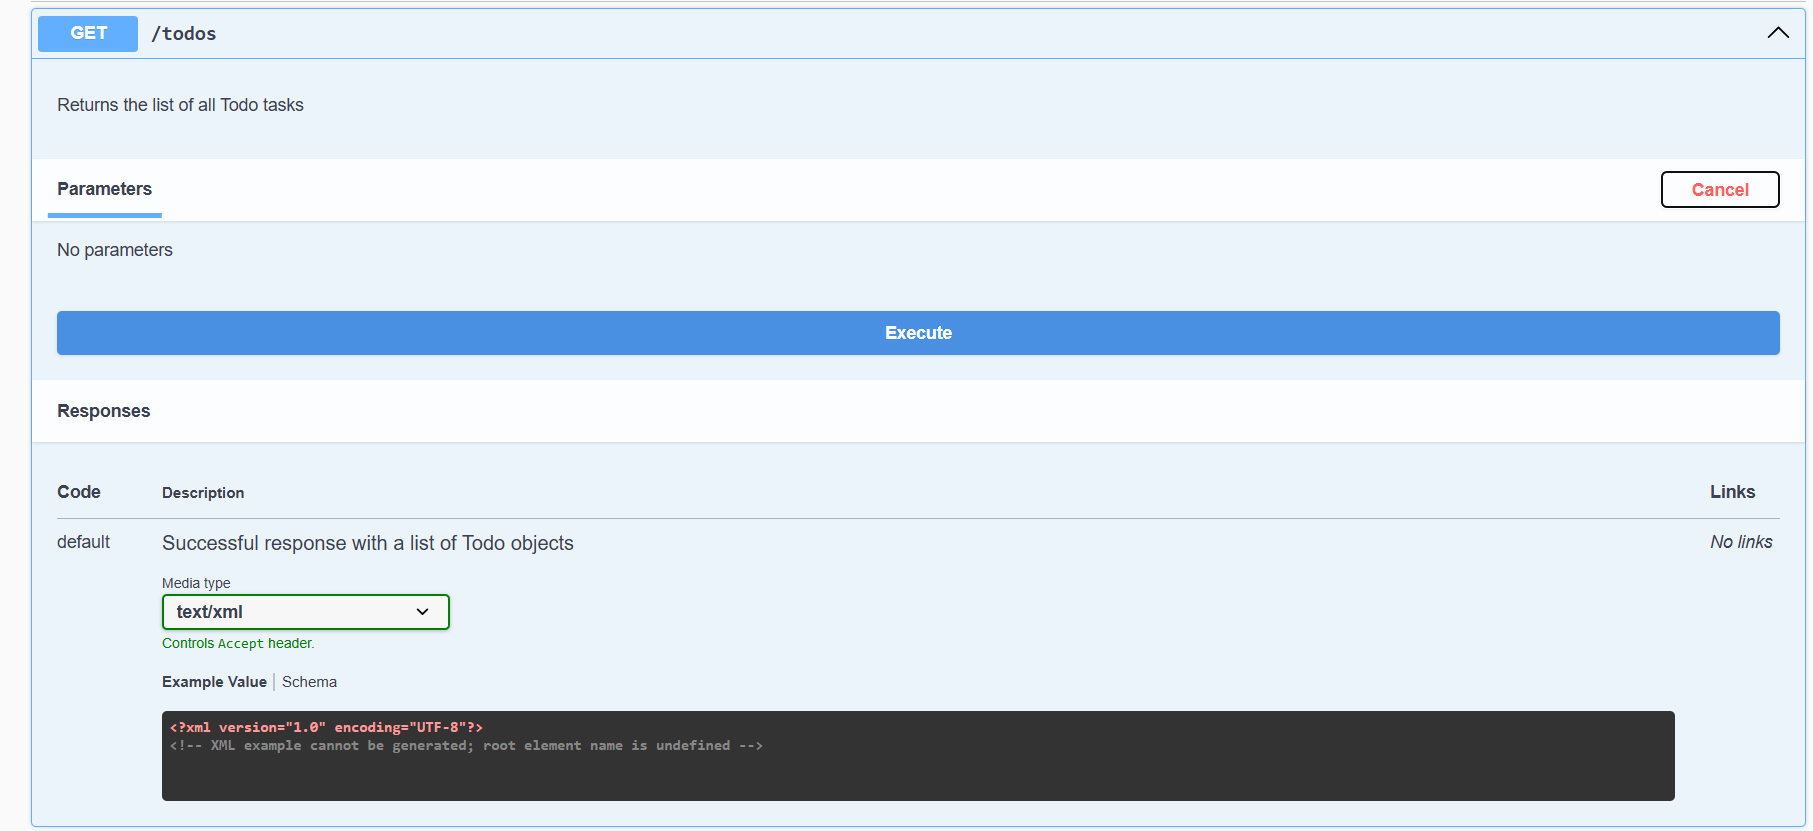 GET /todos
Returns the list of all Todo tasks
Parameters
Cancel
No parameters
Execute
Responses
Code Description Links
default Successful response with a list of Todo objects No links
Media type
text/xml
Controls Accept header.
Example Value Schema
<?xml version="1.0" encoding="UTF-8"?>
<!-- XML example cannot be generated; root element name is undefined -->